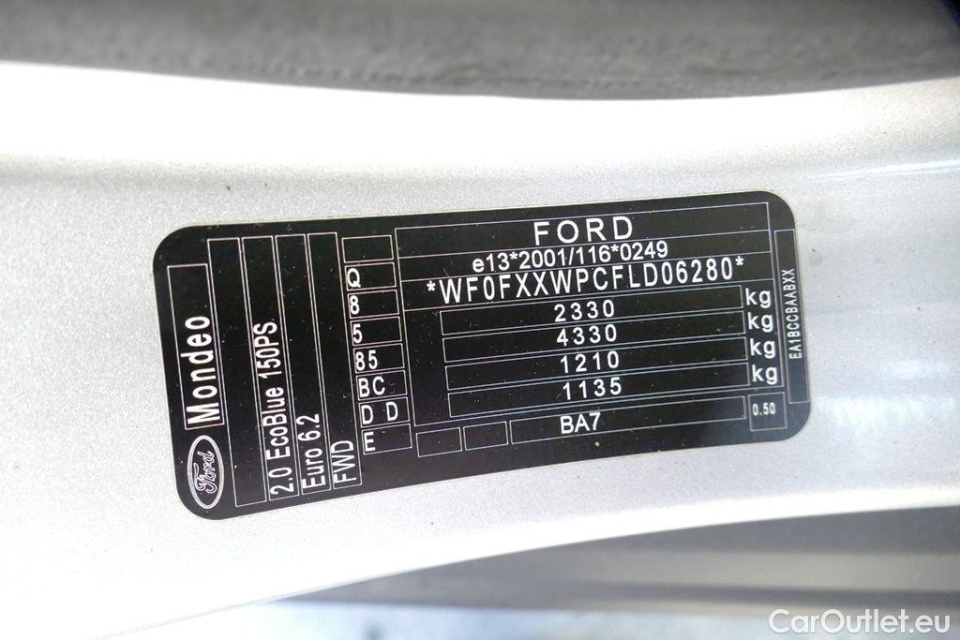 FORD
e13*2001/116*0249
*WF0FXXWPCFLD06280*
2330 kg
4330 kg
1210 kg
1135 kg
BA7
0.50
EA1BCCBAABXX
Q
8
5
85
BC
D D
E
Ford
Mondeo
2.0 EcoBlue 150PS
Euro 6.2
FWD
CarOutlet.eu